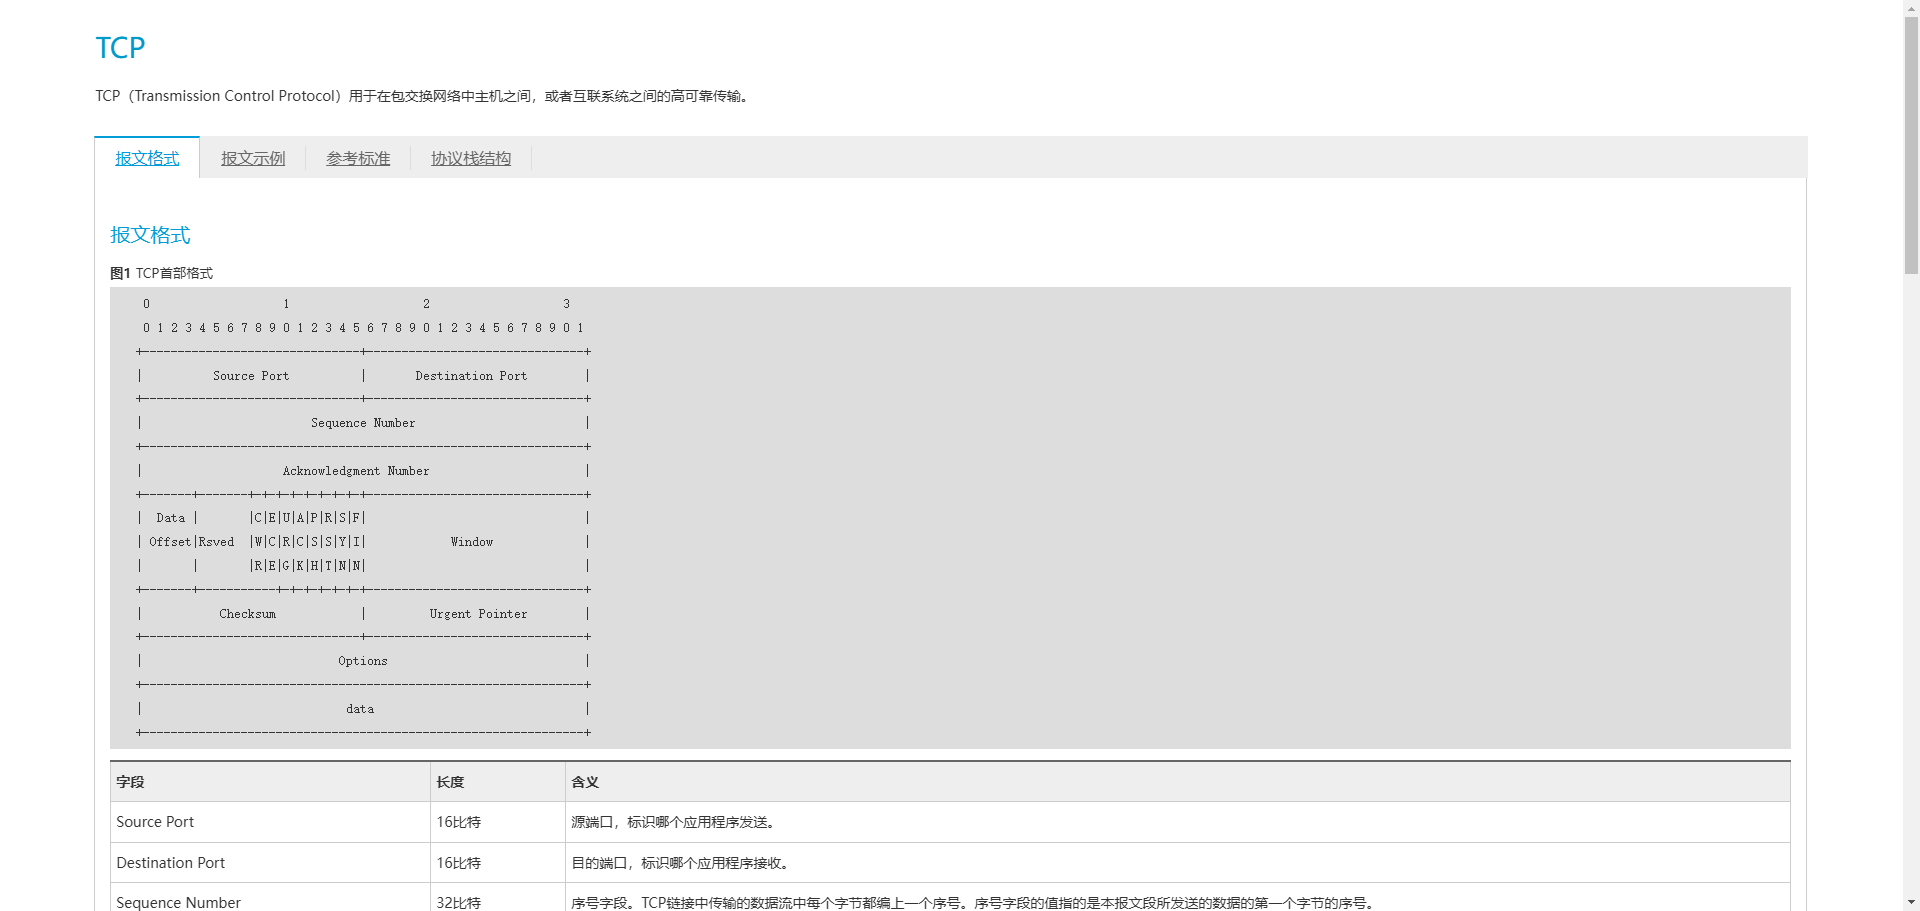 TCP
TCP（Transmission Control Protocol）用于在包交换网络中主机之间，或者互联系统之间的高可靠传输。
报文格式 报文示例 参考标准 协议栈结构
报文格式
图1 TCP首部格式
0                   1                   2                   3
0 1 2 3 4 5 6 7 8 9 0 1 2 3 4 5 6 7 8 9 0 1 2 3 4 5 6 7 8 9 0 1
+-------------------------------+-------------------------------+
|          Source Port          |       Destination Port        |
+-------------------------------+-------------------------------+
|                        Sequence Number                        |
+---------------------------------------------------------------+
|                    Acknowledgment Number                      |
+-------+-------+-+-+-+-+-+-+-+-+-------------------------------+
|  Data |       |C|E|U|A|P|R|S|F|                               |
| Offset|Rsved  |W|C|R|C|S|S|Y|I|            Window             |
|       |       |R|E|G|K|H|T|N|N|                               |
+-------+-----------+-+-+-+-+-+-+-------------------------------+
|           Checksum            |         Urgent Pointer        |
+-------------------------------+-------------------------------+
|                            Options                            |
+---------------------------------------------------------------+
|                             data                              |
+---------------------------------------------------------------+
字段 长度 含义
Source Port 16比特 源端口，标识哪个应用程序发送。
Destination Port 16比特 目的端口，标识哪个应用程序接收。
Sequence Number 32比特 序号字段。TCP链接中传输的数据流中每个字节都编上一个序号。序号字段的值指的是本报文段所发送的数据的第一个字节的序号。